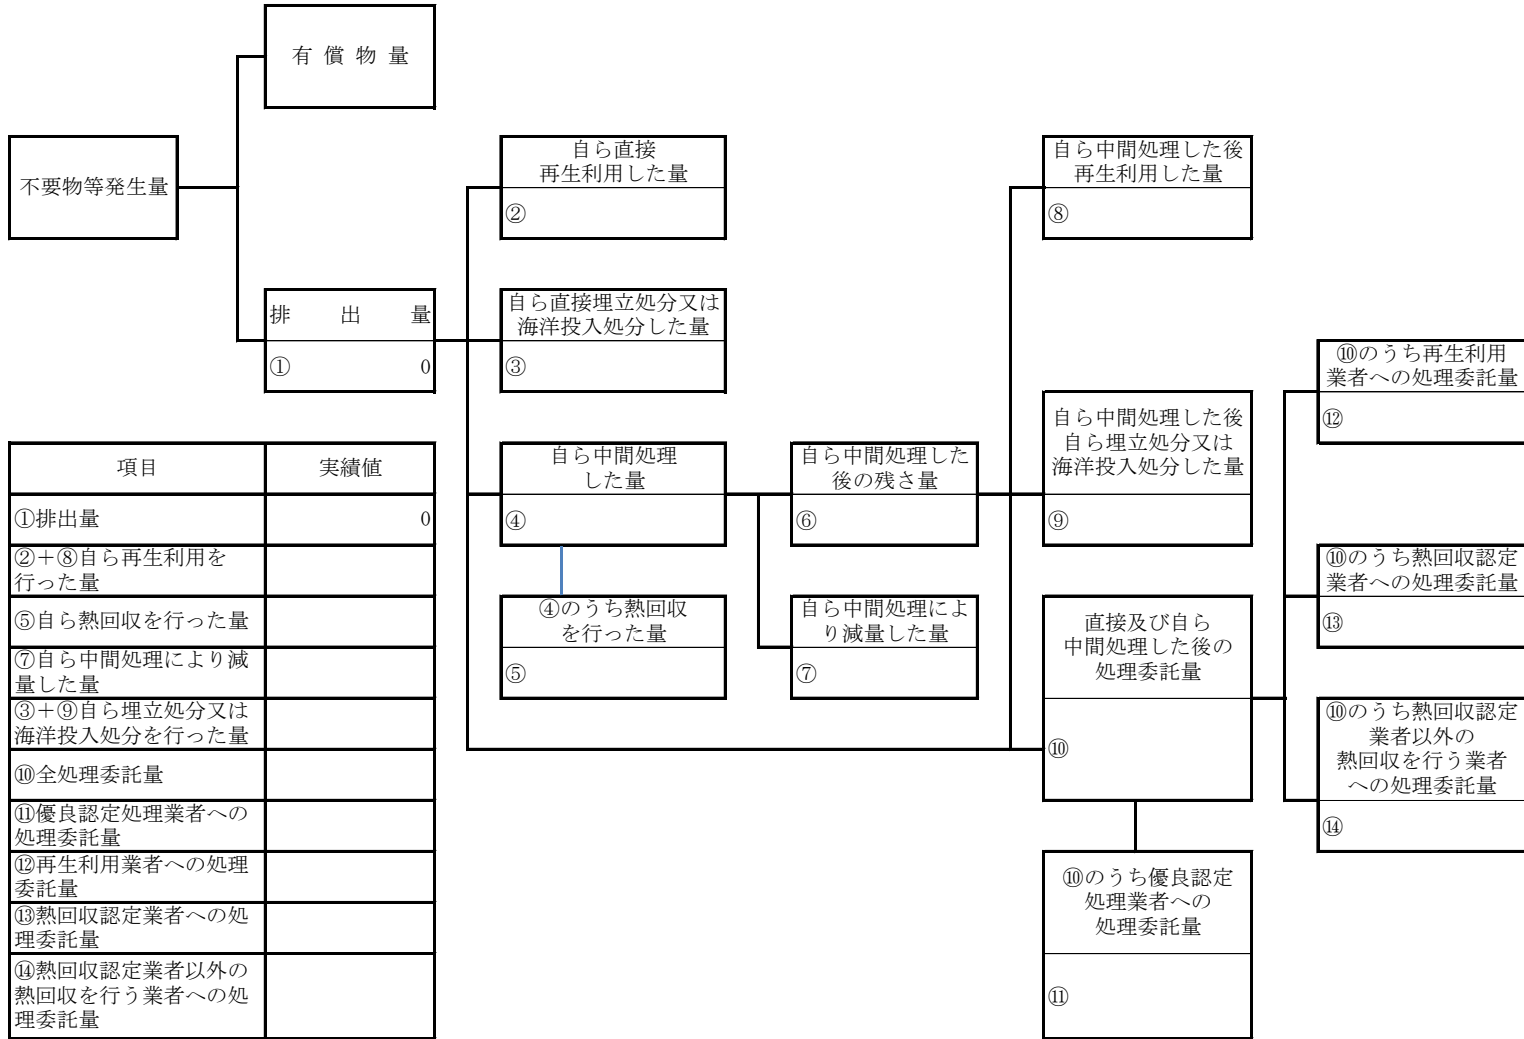 有償物量
不要物等発生量
排出量
① 0
自ら直接
再生利用した量
②
自ら直接埋立処分又は
海洋投入処分した量
③
自ら中間処理
した量
④
④のうち熱回収
を行った量
⑤
自ら中間処理した
後の残さ量
⑥
自ら中間処理によ
り減量した量
⑦
自ら中間処理した後
再生利用した量
⑧
自ら中間処理した後
自ら埋立処分又は
海洋投入処分した量
⑨
直接及び自ら
中間処理した後の
処理委託量
⑩
⑩のうち優良認定
処理業者への
処理委託量
⑪
⑩のうち再生利用
業者への処理委託量
⑫
⑩のうち熱回収認定
業者への処理委託量
⑬
⑩のうち熱回収認定
業者以外の
熱回収を行う業者
への処理委託量
⑭
項目 実績値
①排出量 0
②+⑧自ら再生利用を
行った量
⑤自ら熱回収を行った量
⑦自ら中間処理により減
量した量
③+⑨自ら埋立処分又は
海洋投入処分を行った量
⑩全処理委託量
⑪優良認定処理業者への
処理委託量
⑫再生利用業者への処理
委託量
⑬熱回収認定業者への処
理委託量
⑭熱回収認定業者以外の
熱回収を行う業者への処
理委託量